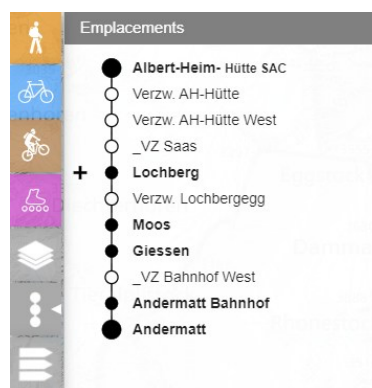 Emplacements
Albert-Heim- Hütte SAC
Verzw. AH-Hütte
Verzw. AH-Hütte West
_VZ Saas
+ Lochberg
Verzw. Lochbergegg
Moos
Giessen
_VZ Bahnhof West
Andermatt Bahnhof
Andermatt